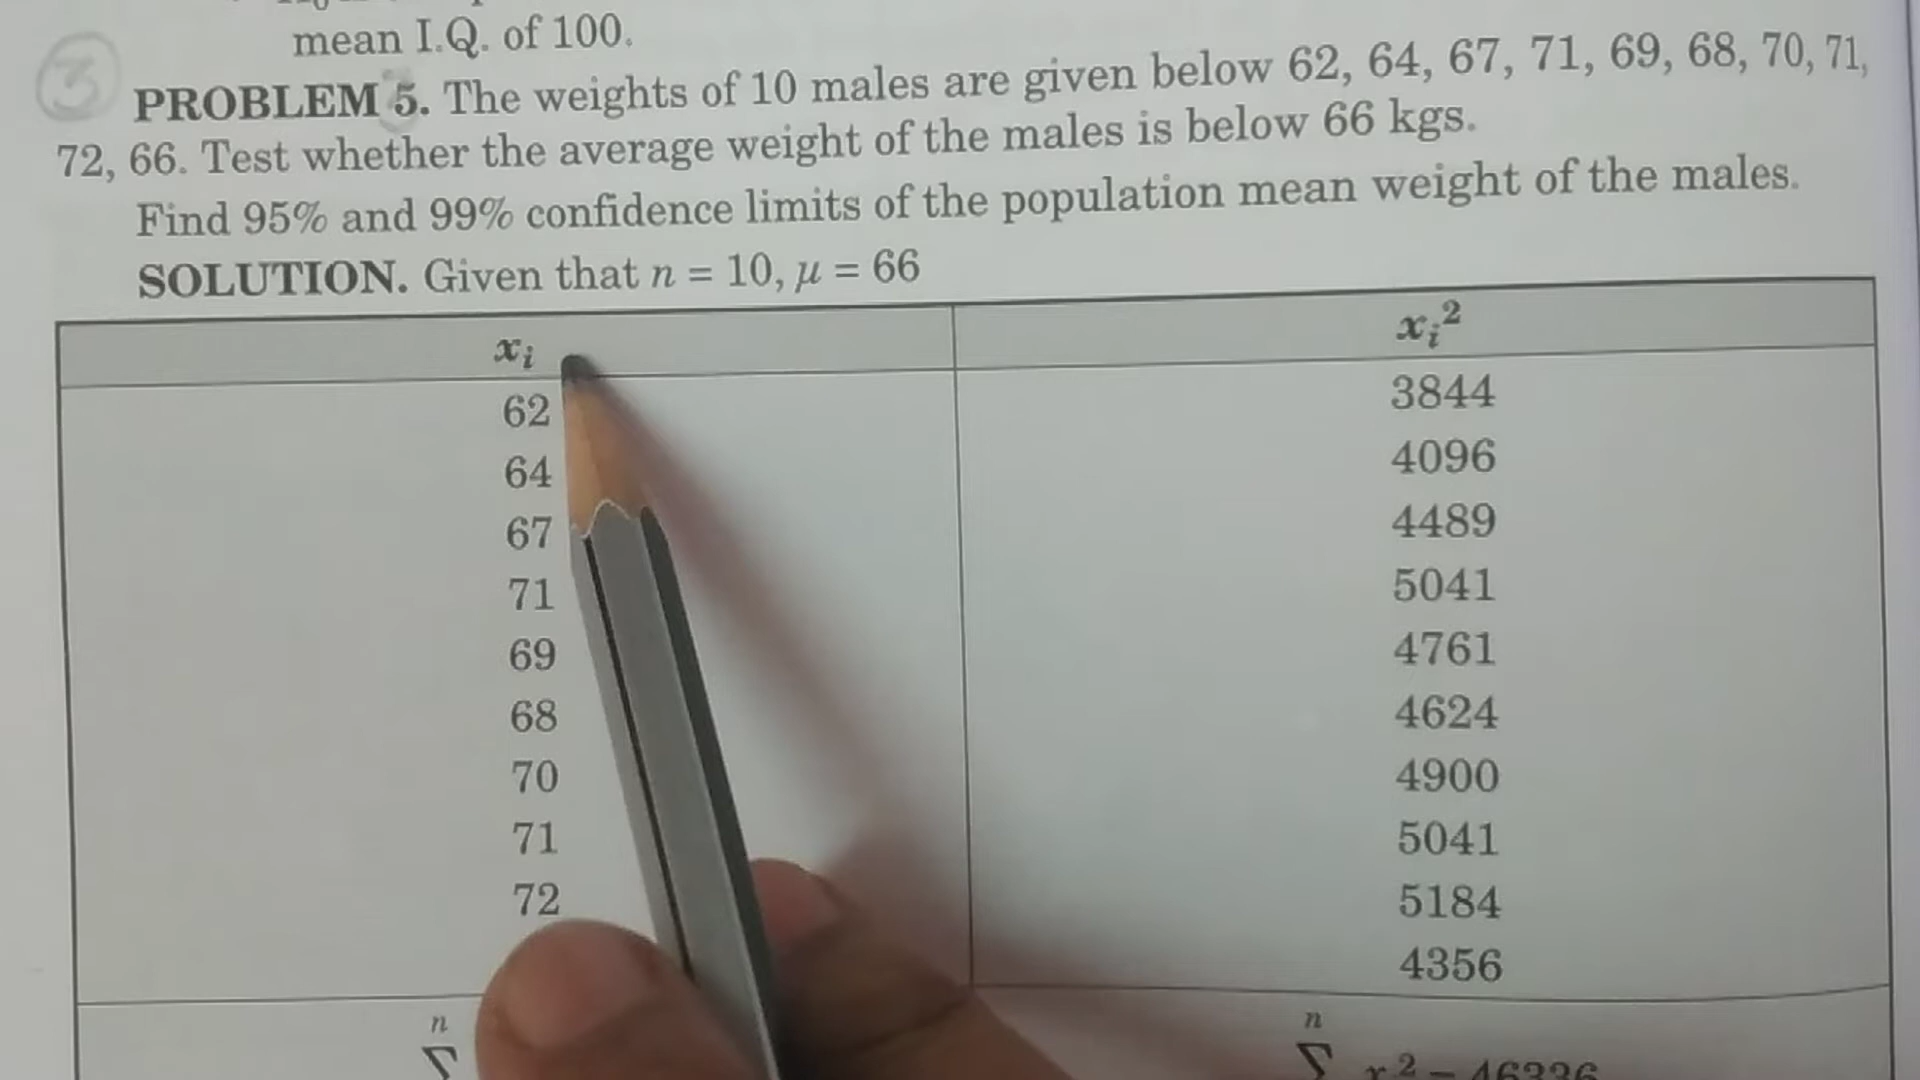 mean I.Q. of 100.
3
PROBLEM 5. The weights of 10 males are given below 62, 64, 67, 71, 69, 68, 70, 71,
72, 66. Test whether the average weight of the males is below 66 kgs.
Find 95% and 99% confidence limits of the population mean weight of the males.
SOLUTION. Given that n = 10, μ = 66
xᵢ xᵢ²
62 3844
64 4096
67 4489
71 5041
69 4761
68 4624
70 4900
71 5041
72 5184
4356
n n
Σ Σ x² = 46336